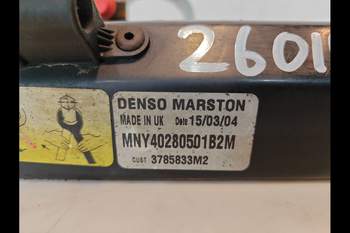 2601
DENSO MARSTON
MADE IN UK Date 15/03/04
MNY40280501B2M
CUST 3785833M2